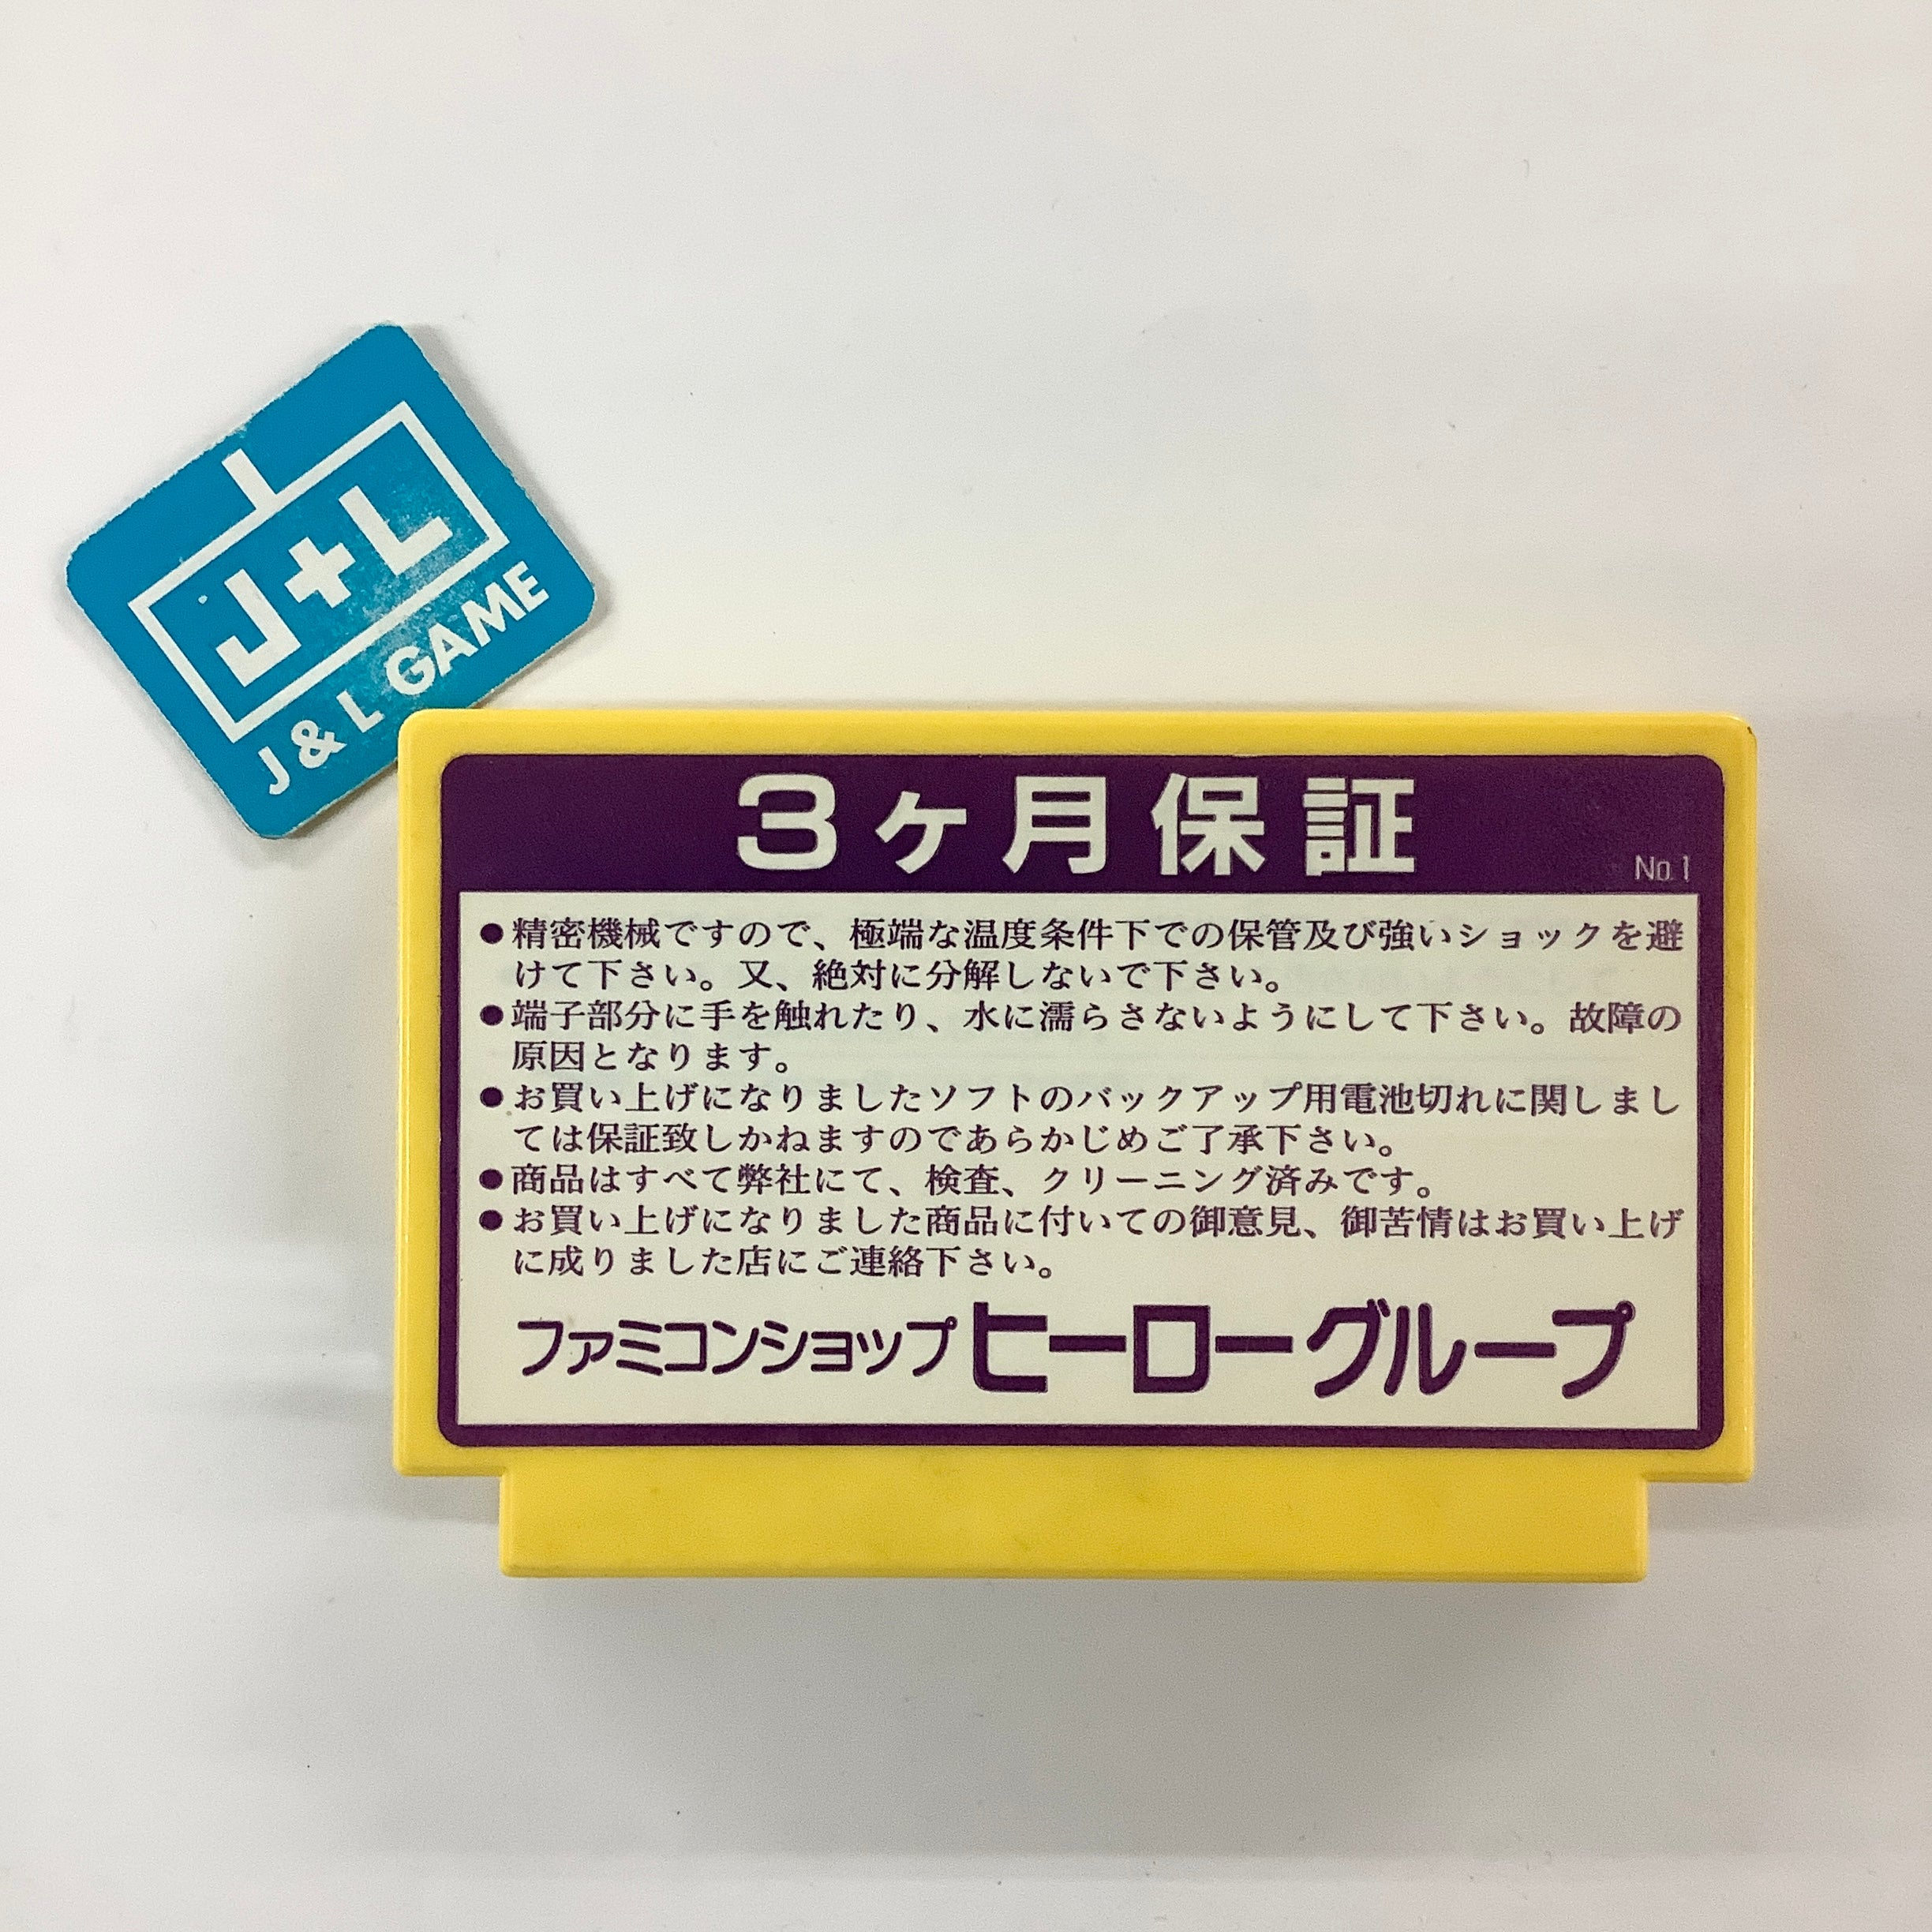 J+L
J & L GAME
3ヶ月保証
No.1
●精密機械ですので、極端な温度条件下での保管及び強いショックを避
けて下さい。又、絶対に分解しないで下さい。
●端子部分に手を触れたり、水に濡らさないようにして下さい。故障の
原因となります。
●お買い上げになりましたソフトのバックアップ用電池切れに関しまし
ては保証致しかねますのであらかじめご了承下さい。
●商品はすべて弊社にて、検査、クリーニング済みです。
●お買い上げになりました商品に付いての御意見、御苦情はお買い上げ
に成りました店にご連絡下さい。
ファミコンショップヒーローグループ